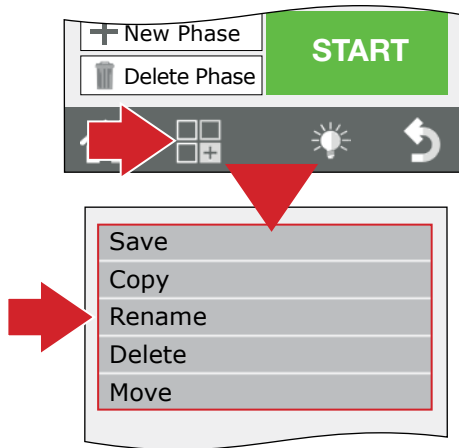 New Phase
START
Delete Phase
Save
Copy
Rename
Delete
Move